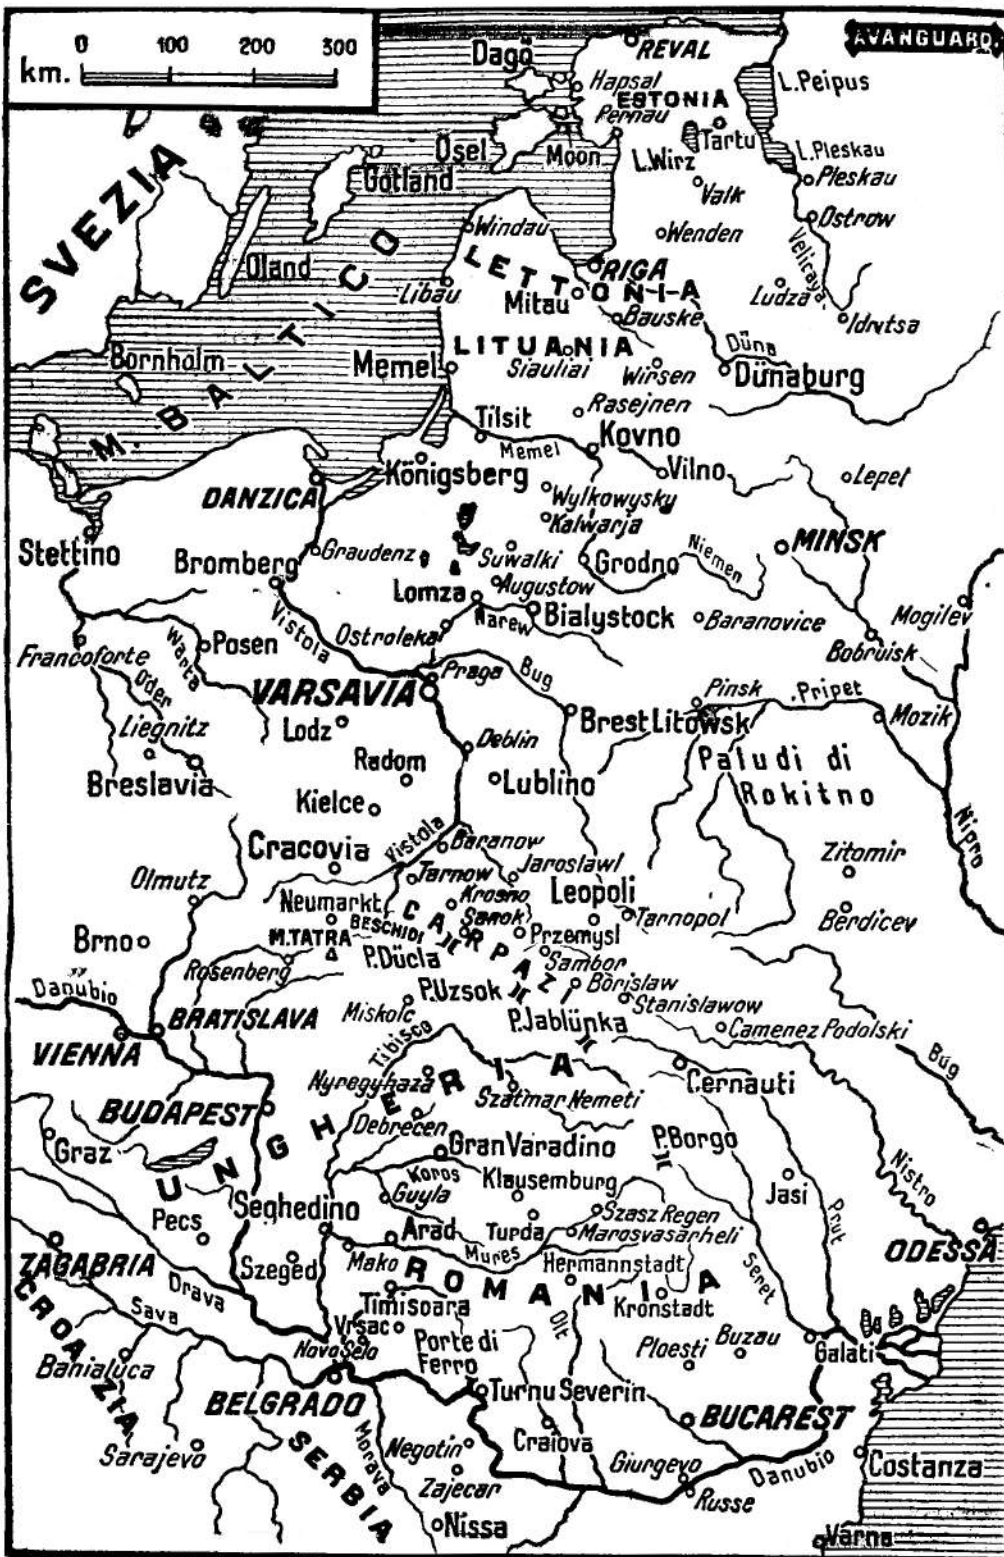 0 100 200 300
km.
AVANGUARD
Dagö
REVAL
Hapsal
ESTONIA
L.Peipus
Pernau
Tartu
Ösel
Moon
L.Wirz
L.Pleskau
Pleskau
Gotland
Valk
SVEZIA
Ostrow
Windau
Wenden
Velicaya
Oland
LETTONIA
RIGA
Libau
Mitau
Ludza
Bauske
Idritsa
M. BALTICO
LITUANIA
Düna
Bornholm
Memel
Siauliai
Wirsen
Dünaburg
Rasejnen
Tilsit
Memel
Kovno
Königsberg
Vilno
Lepet
DANZICA
Wylkowysky
Kalwarja
Stettino
Graudenz
Suwalki
Grodno
Niemen
MINSK
Bromberg
Augustow
Lomza
Bialystock
Mogilev
Vistola
Narew
Baranovice
Ostroleka
Posen
Warta
Bobruisk
Francoforte
Oder
Praga
Bug
VARSAVIA
Pinsk
Pripet
Brest Litowsk
Mozik
Liegnitz
Lodz
Deblin
Paludi di
Rokitno
Breslavia
Radom
Lublino
Kielce
Nipro
Vistola
Cracovia
Baranow
Zitomir
Olmutz
Tarnow
Jaroslawl
Neumarkt
Krosno
Leopoli
Berdicev
CARPAZI
BESCHIDI
Sanok
Tarnopol
Brno
M.TATRA
Przemysl
Rosenberg
P.Dücla
Sambor
Danubio
Borislaw
P.Uzsok
Stanislawow
Miskolc
BRATISLAVA
P.Jablünka
Camenez Podolski
VIENNA
Tibisco
Bug
UNGHERIA
Nyregyhaza
Cernauti
Szatmar Nemeti
BUDAPEST
Debrecen
Gran Varadino
P.Borgo
Graz
Koros
Klausemburg
Nistro
Guyla
Jasi
Seghedino
Szasz Regen
Pecs
Arad
Turda
Marosvasarheli
Prut
Mures
ODESSA
ZAGABRIA
Szeged
Mako
Hermannstadt
Seret
ROMANIA
Drava
Timisoara
Kronstadt
CROAZIA
Sava
Vrsac
Olt
Buzau
Banialuca
Nova Sela
Porte di
Ferro
Ploesti
Galati
BELGRADO
Turnu Severin
BUCAREST
Sarajevo
SERBIA
Morava
Negotin
Craiova
Giurgevo
Danubio
Costanza
Zajecar
Russe
Nissa
Varna